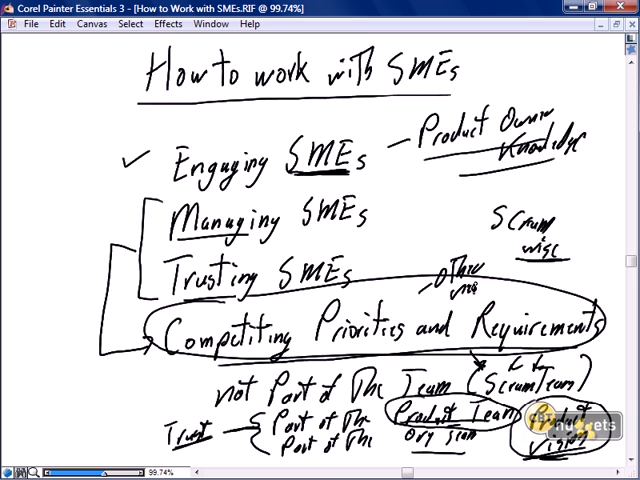 Corel Painter Essentials 3 - [How to Work with SMEs.RIF @ 99.74%]
File Edit Canvas Select Effects Window Help
How to work with SMEs
Engaging SMEs - Product Owner Knowledge
Managing SMEs
Scrum wise
Trusting SMEs
- Other
Competiting Priorities and Requirements
not Part of The Team (Scrum Team)
Trust { Part of The Product Team
Part of The Product Vision
CBT nuggets
99.74%